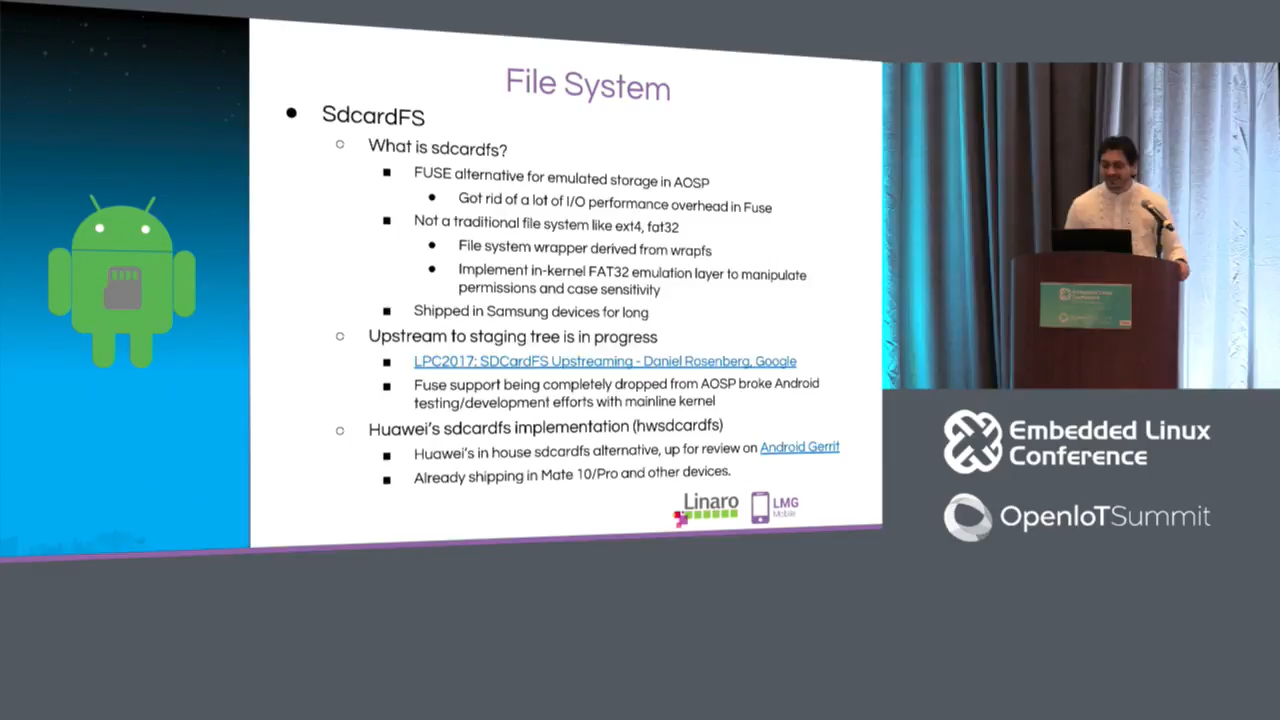 File System
● SdcardFS
○ What is sdcardfs?
■ FUSE alternative for emulated storage in AOSP
● Got rid of a lot of I/O performance overhead in Fuse
■ Not a traditional file system like ext4, fat32
● File system wrapper derived from wrapfs
● Implement in-kernel FAT32 emulation layer to manipulate
permissions and case sensitivity
■ Shipped in Samsung devices for long
○ Upstream to staging tree is in progress
■ LPC2017: SDCardFS Upstreaming - Daniel Rosenberg, Google
■ Fuse support being completely dropped from AOSP broke Android
testing/development efforts with mainline kernel
○ Huawei's sdcardfs implementation (hwsdcardfs)
■ Huawei's in house sdcardfs alternative, up for review on Android Gerrit
■ Already shipping in Mate 10/Pro and other devices.
Linaro
LMG
Mobile
Embedded Linux
Conference
Embedded Linux
Conference
OpenIoTSummit